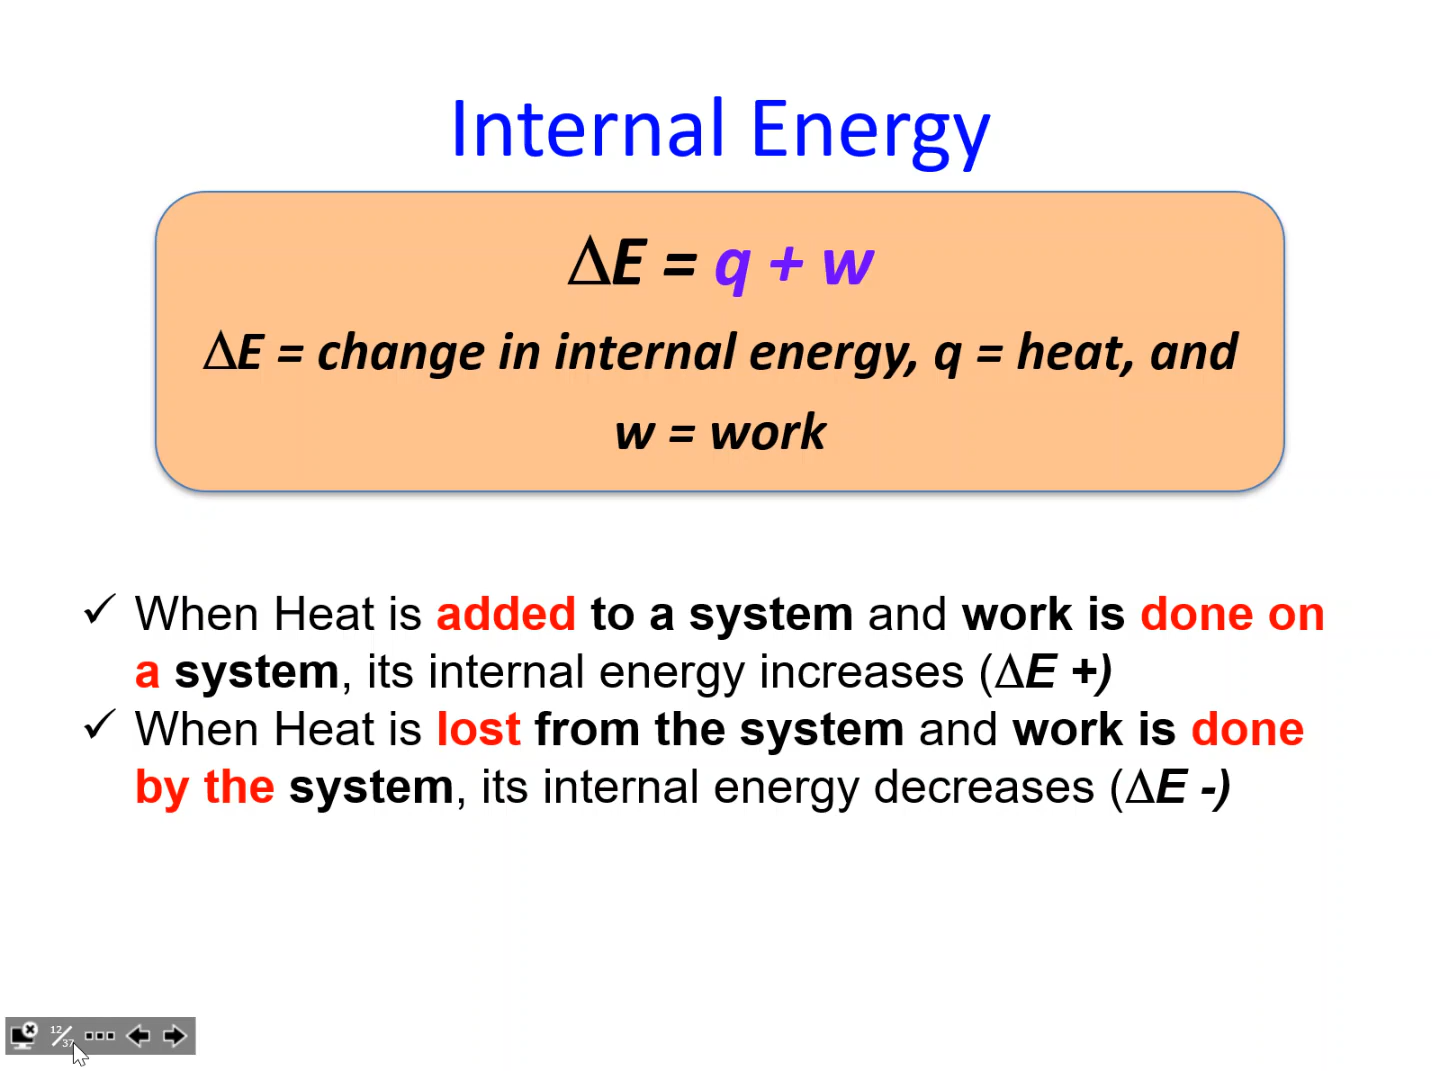 Internal Energy
ΔE = q + w
ΔE = change in internal energy, q = heat, and
w = work
✓ When Heat is added to a system and work is done on
a system, its internal energy increases (ΔE +)
✓ When Heat is lost from the system and work is done
by the system, its internal energy decreases (ΔE -)
12/37